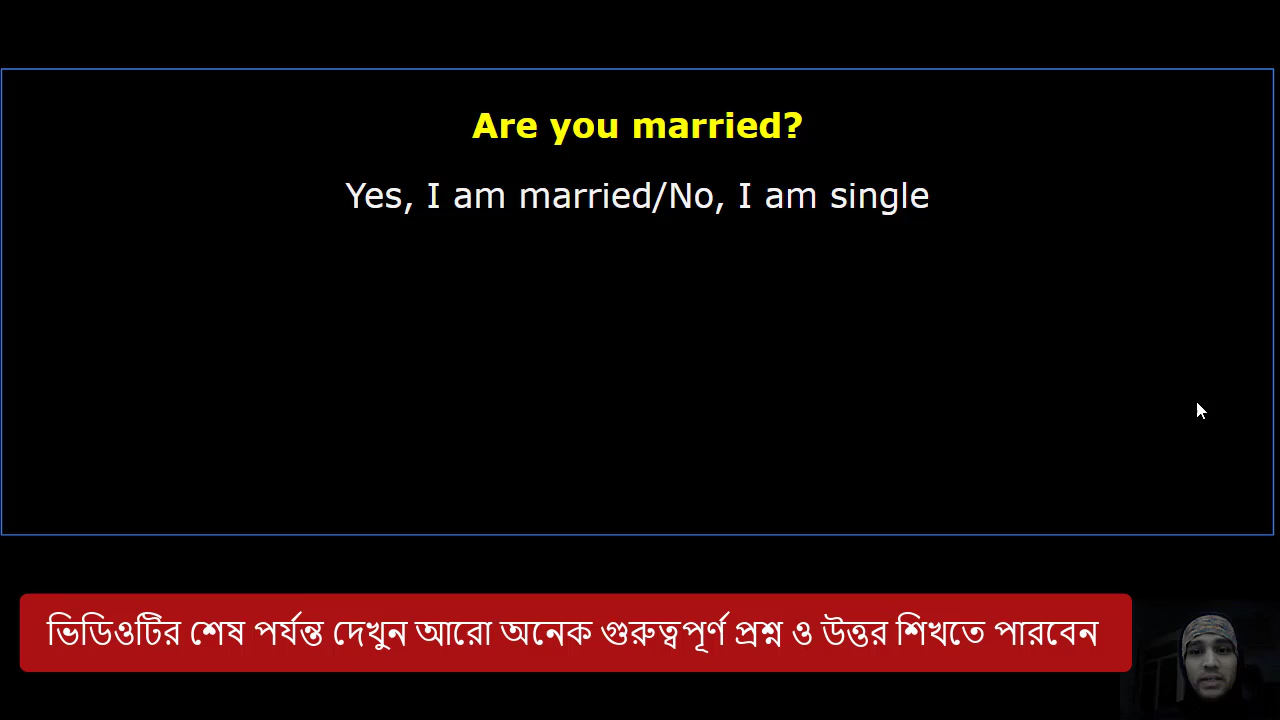 Are you married?
Yes, I am married/No, I am single
ভিডিওটির শেষ পর্যন্ত দেখুন আরো অনেক গুরুত্বপূর্ণ প্রশ্ন ও উত্তর শিখতে পারবেন